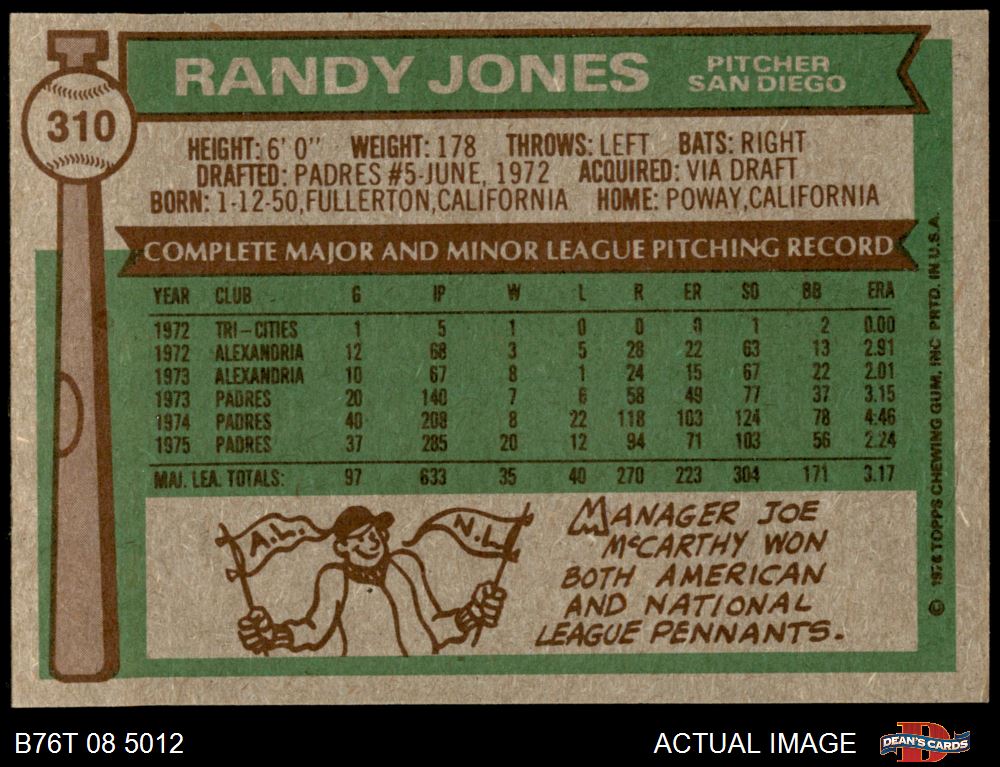 310
RANDY JONES
PITCHER
SAN DIEGO
HEIGHT: 6' 0" WEIGHT: 178 THROWS: LEFT BATS: RIGHT
DRAFTED: PADRES #5-JUNE, 1972 ACQUIRED: VIA DRAFT
BORN: 1-12-50, FULLERTON, CALIFORNIA HOME: POWAY, CALIFORNIA
COMPLETE MAJOR AND MINOR LEAGUE PITCHING RECORD
YEAR CLUB G IP W L R ER SO BB ERA
1972 TRI-CITIES 1 5 1 0 0 0 1 2 0.00
1972 ALEXANDRIA 12 68 3 5 28 22 63 13 2.91
1973 ALEXANDRIA 10 67 8 1 24 15 67 22 2.01
1973 PADRES 20 140 7 6 58 49 77 37 3.15
1974 PADRES 40 208 8 22 118 103 124 78 4.46
1975 PADRES 37 285 20 12 94 71 103 56 2.24
MAJ. LEA. TOTALS: 97 633 35 40 270 223 304 171 3.17
A.L. N.L.
MANAGER JOE
McCARTHY WON
BOTH AMERICAN
AND NATIONAL
LEAGUE PENNANTS.
© 1976 TOPPS CHEWING GUM, INC PRTD. IN U.S.A.
B76T 08 5012
ACTUAL IMAGE
D
DEAN'S CARDS